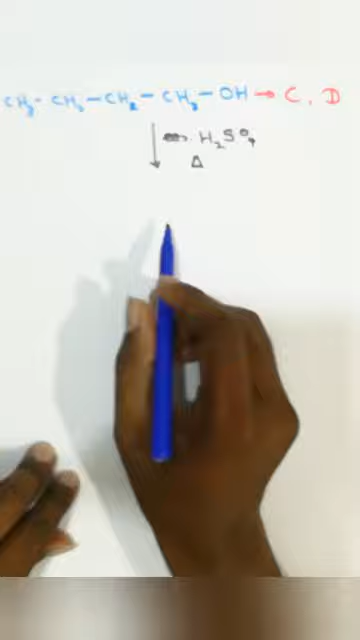 CH₃- CH₂-CH₂-CH₂-OH → C, D
H₂SO₄
Δ